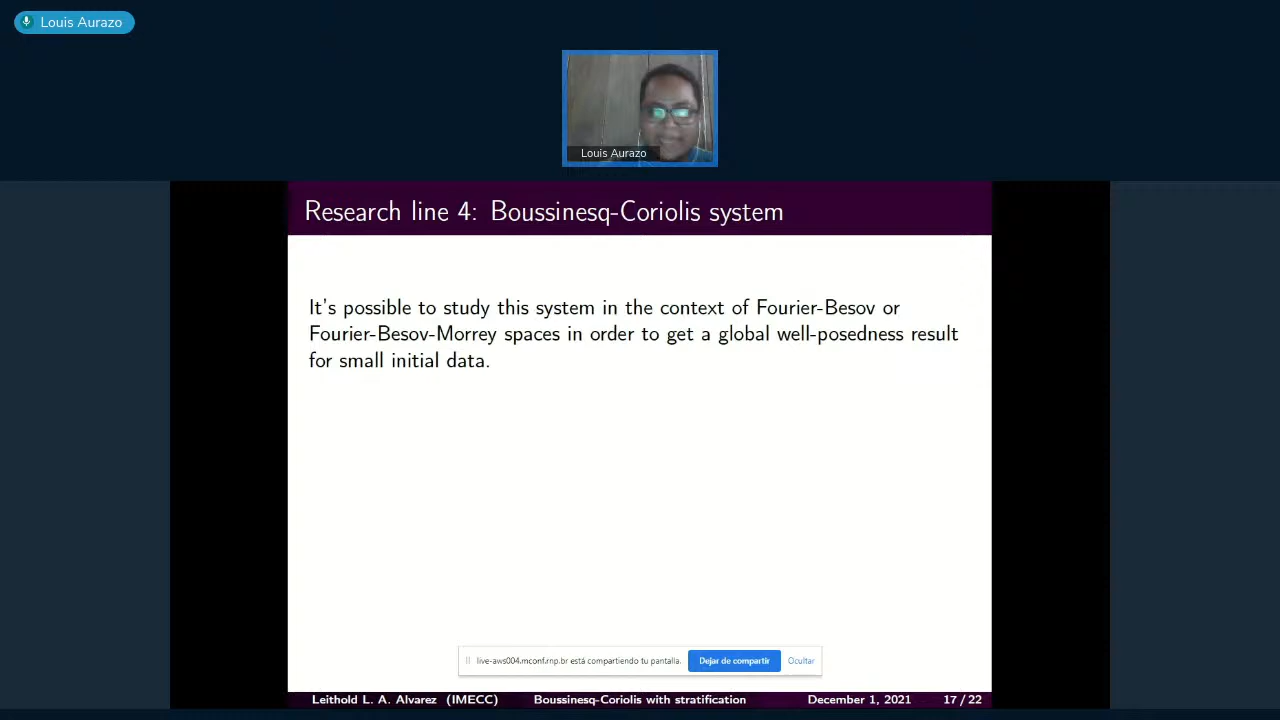 Louis Aurazo
Louis Aurazo
Research line 4: Boussinesq-Coriolis system
It's possible to study this system in the context of Fourier-Besov or
Fourier-Besov-Morrey spaces in order to get a global well-posedness result
for small initial data.
live-aws004.mconf.rnp.br está compartiendo tu pantalla. Dejar de compartir Ocultar
Leithold L. A. Alvarez (IMECC) Boussinesq-Coriolis with stratification December 1, 2021 17 / 22